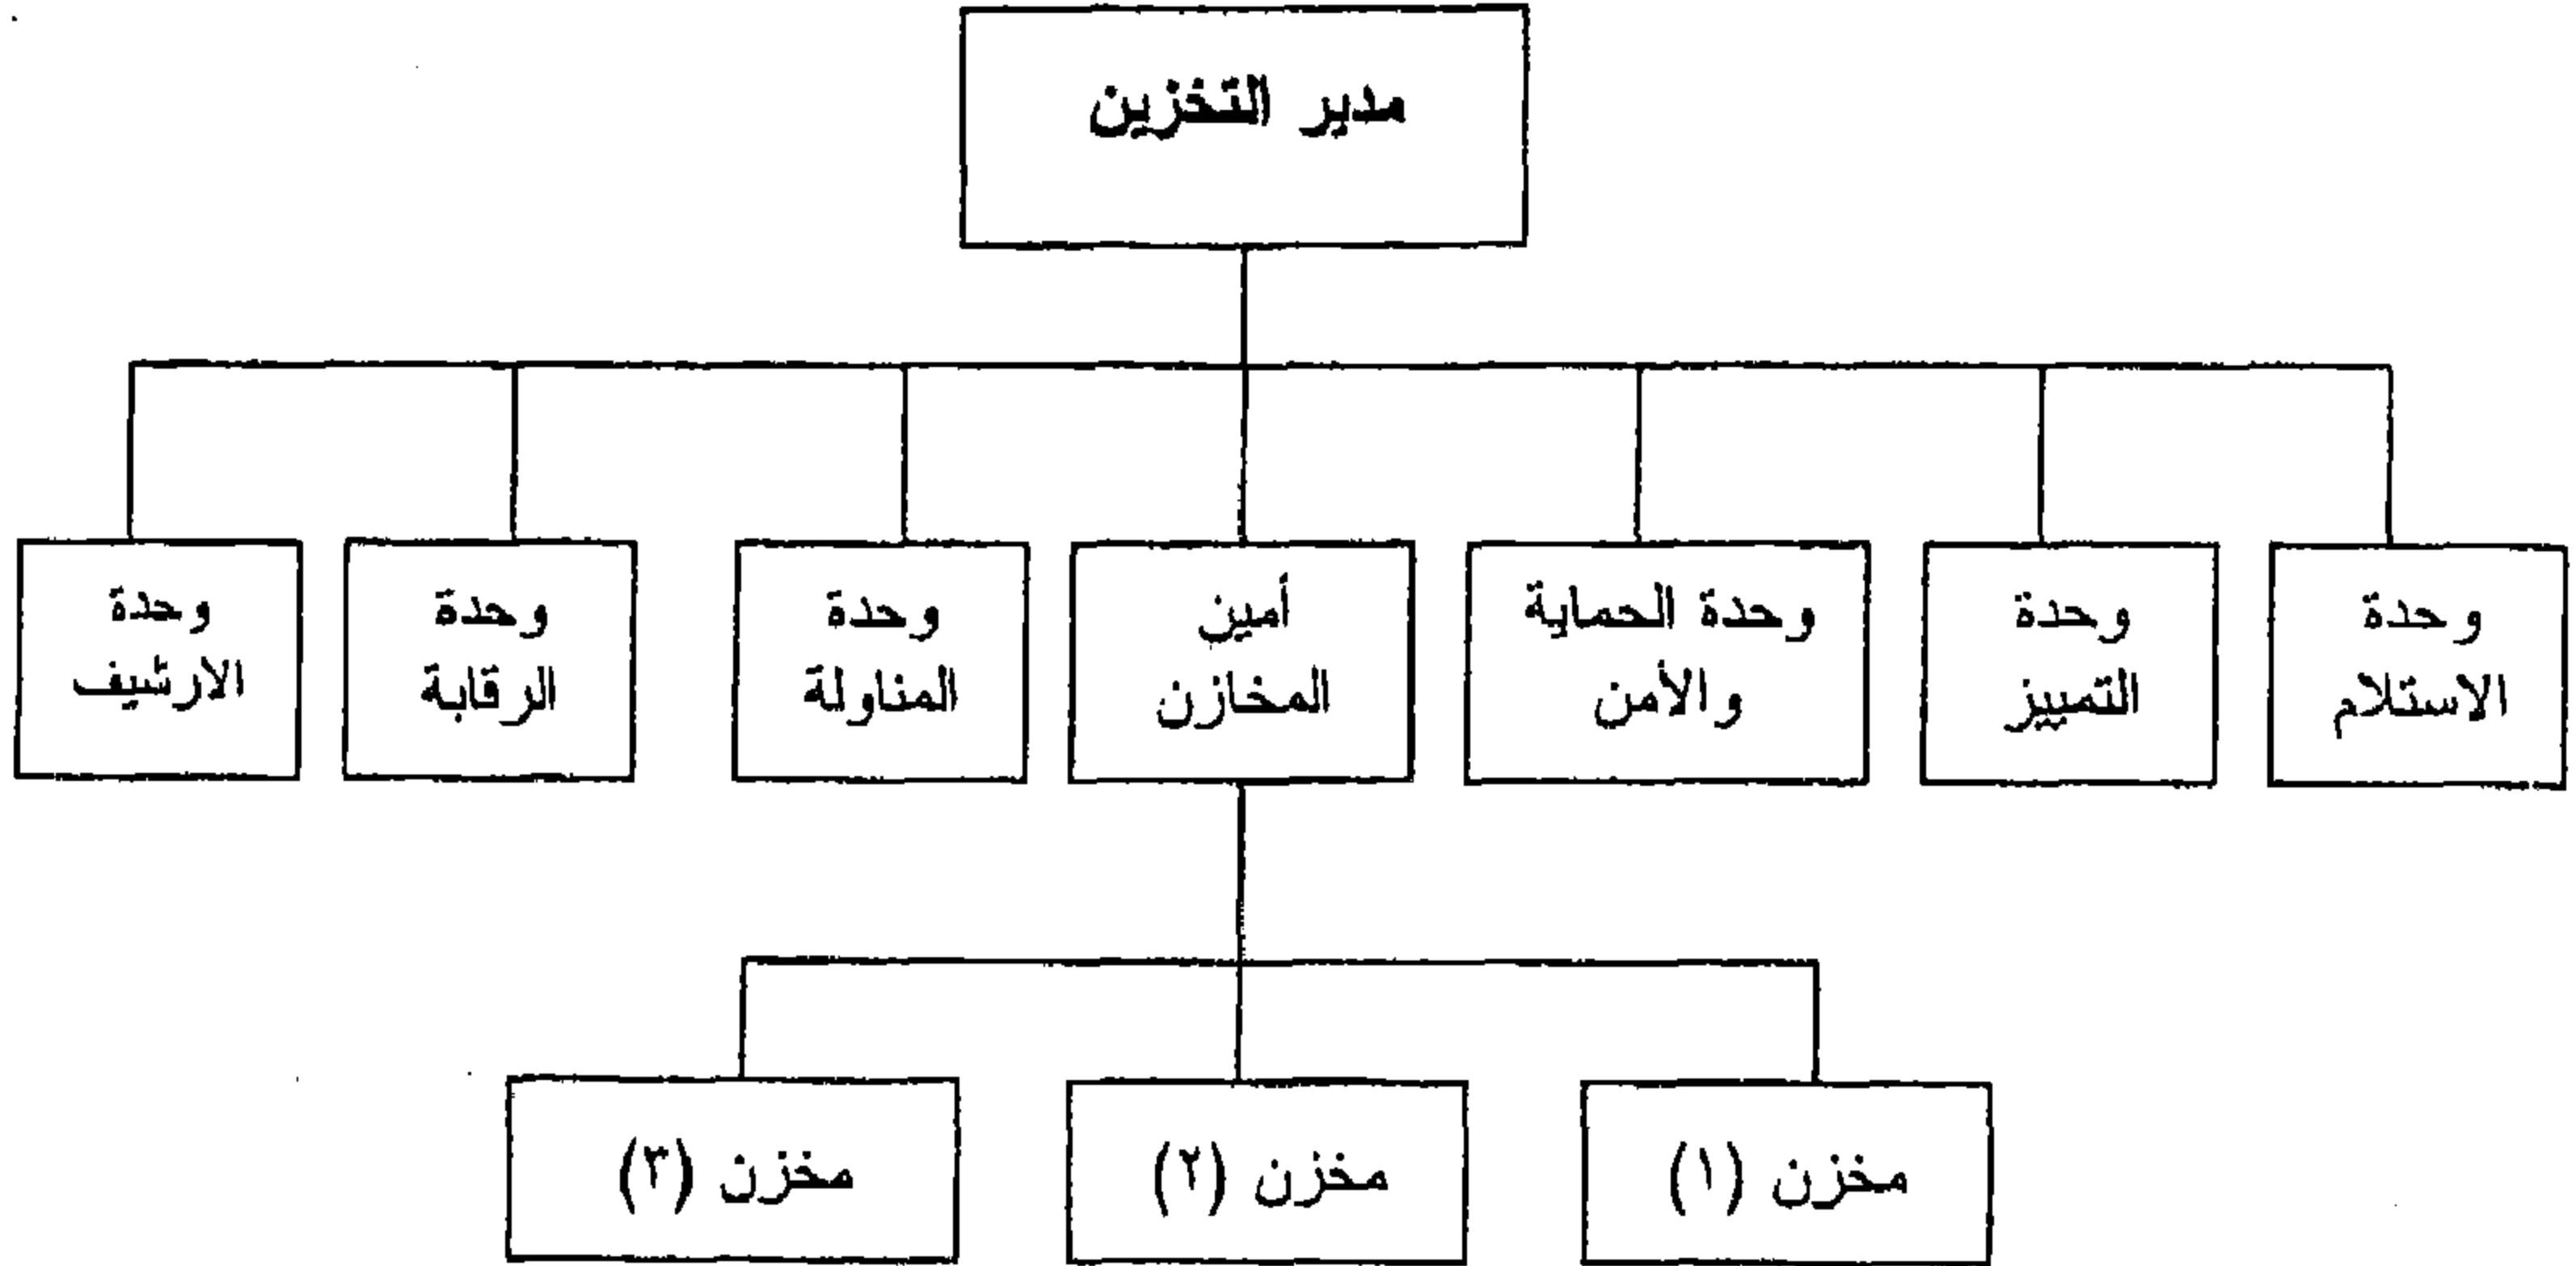 مدير التخزين
وحدة
الاستلام
وحدة
التمييز
وحدة الحماية
والأمن
أمين
المخازن
وحدة
المناولة
وحدة
الرقابة
وحدة
الارشيف
مخزن (١)
مخزن (٢)
مخزن (٣)